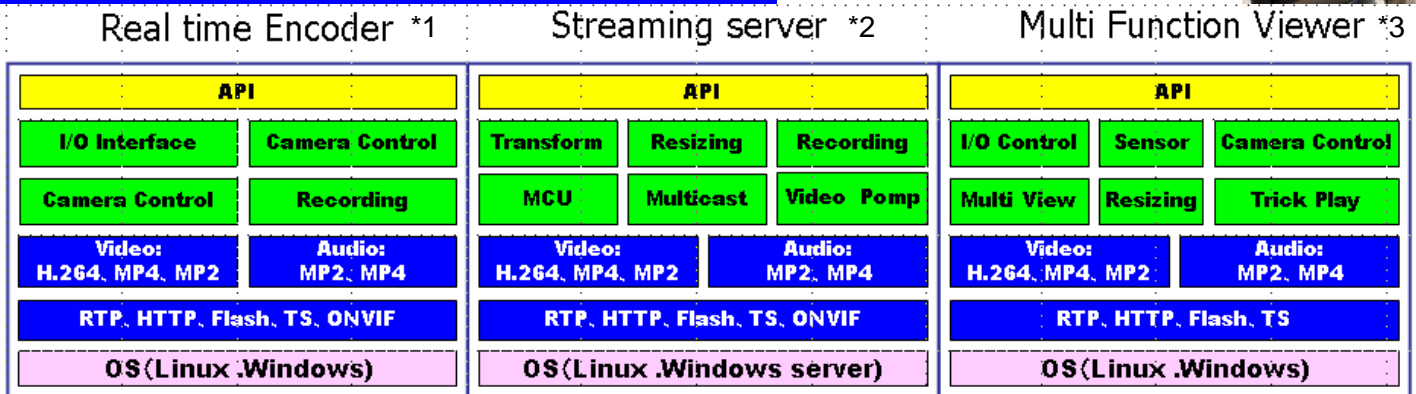 Real time Encoder *1
Streaming server *2
Multi Function Viewer *3
API
I/O Interface
Camera Control
Camera Control
Recording
Video:
H.264、MP4、MP2
Audio:
MP2、MP4
RTP、HTTP、Flash、TS、ONVIF
OS(Linux .Windows)
API
Transform
Resizing
Recording
MCU
Multicast
Video Pomp
Video:
H.264、MP4、MP2
Audio:
MP2、MP4
RTP、HTTP、Flash、TS、ONVIF
OS(Linux .Windows server)
API
I/O Control
Sensor
Camera Control
Multi View
Resizing
Trick Play
Video:
H.264、MP4、MP2
Audio:
MP2、MP4
RTP、HTTP、Flash、TS
OS(Linux .Windows)